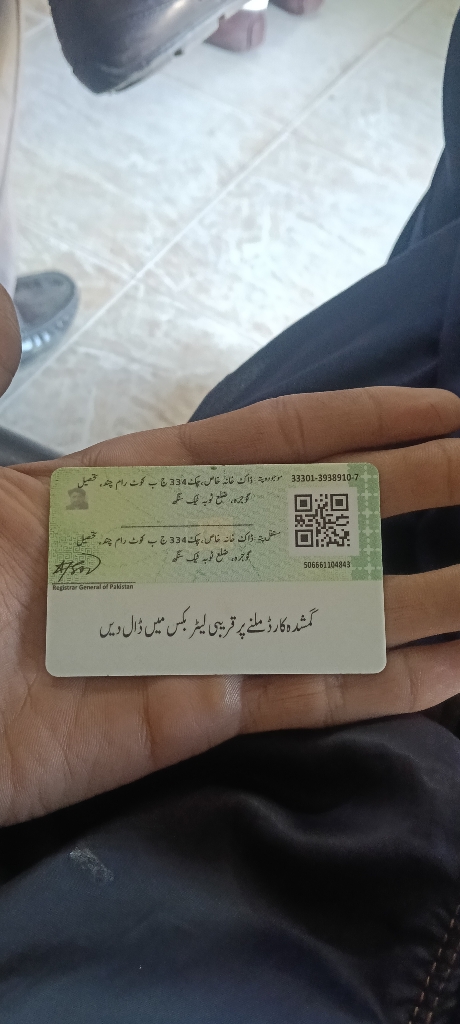 33301-3938910-7
موجودہ پتہ: ڈاک خانہ خاص، چک 334 ج ب کوٹ رام چند، تحصیل
گوجرہ، ضلع ٹوبہ ٹیک سنگھ
مستقل پتہ: ڈاک خانہ خاص، چک 334 ج ب کوٹ رام چند، تحصیل
گوجرہ، ضلع ٹوبہ ٹیک سنگھ
506661104843
Registrar General of Pakistan
گمشدہ کارڈ ملنے پر قریبی لیٹر بکس میں ڈال دیں